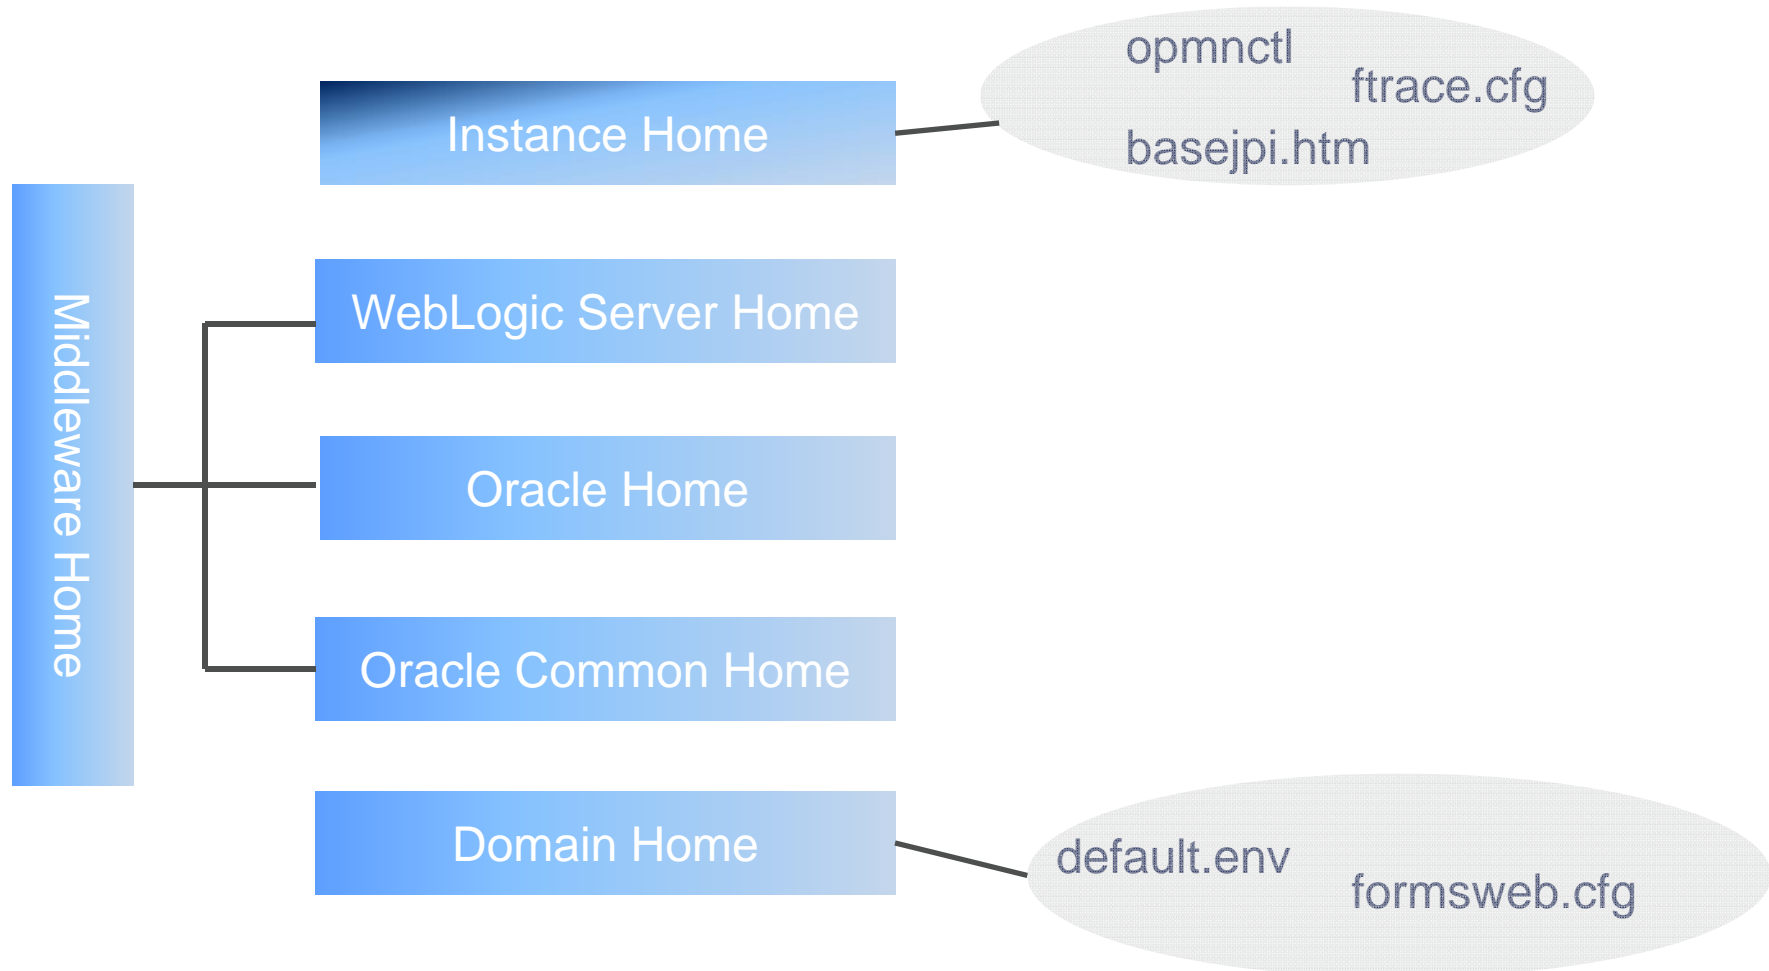 opmnctl
ftrace.cfg
Instance Home
basejpi.htm
Middleware Home
WebLogic Server Home
Oracle Home
Oracle Common Home
Domain Home
default.env
formsweb.cfg